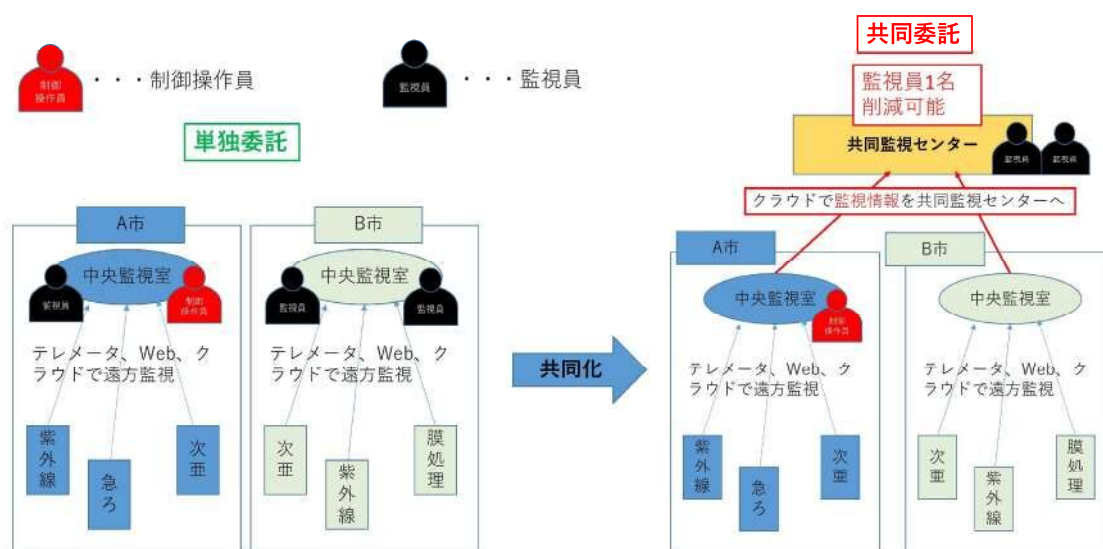 制御
操作員
・・・制御操作員
監視員
・・・監視員
単独委託
A市
中央監視室
監視員
制御
操作員
テレメータ、Web、ク
ラウドで遠方監視
紫外線
急ろ
次亜
B市
中央監視室
監視員
監視員
テレメータ、Web、ク
ラウドで遠方監視
次亜
紫外線
膜処理
共同化
共同委託
監視員1名
削減可能
共同監視センター
監視員
監視員
クラウドで監視情報を共同監視センターへ
A市
中央監視室
制御
操作員
テレメータ、Web、ク
ラウドで遠方監視
紫外線
急ろ
次亜
B市
中央監視室
テレメータ、Web、ク
ラウドで遠方監視
次亜
紫外線
膜処理